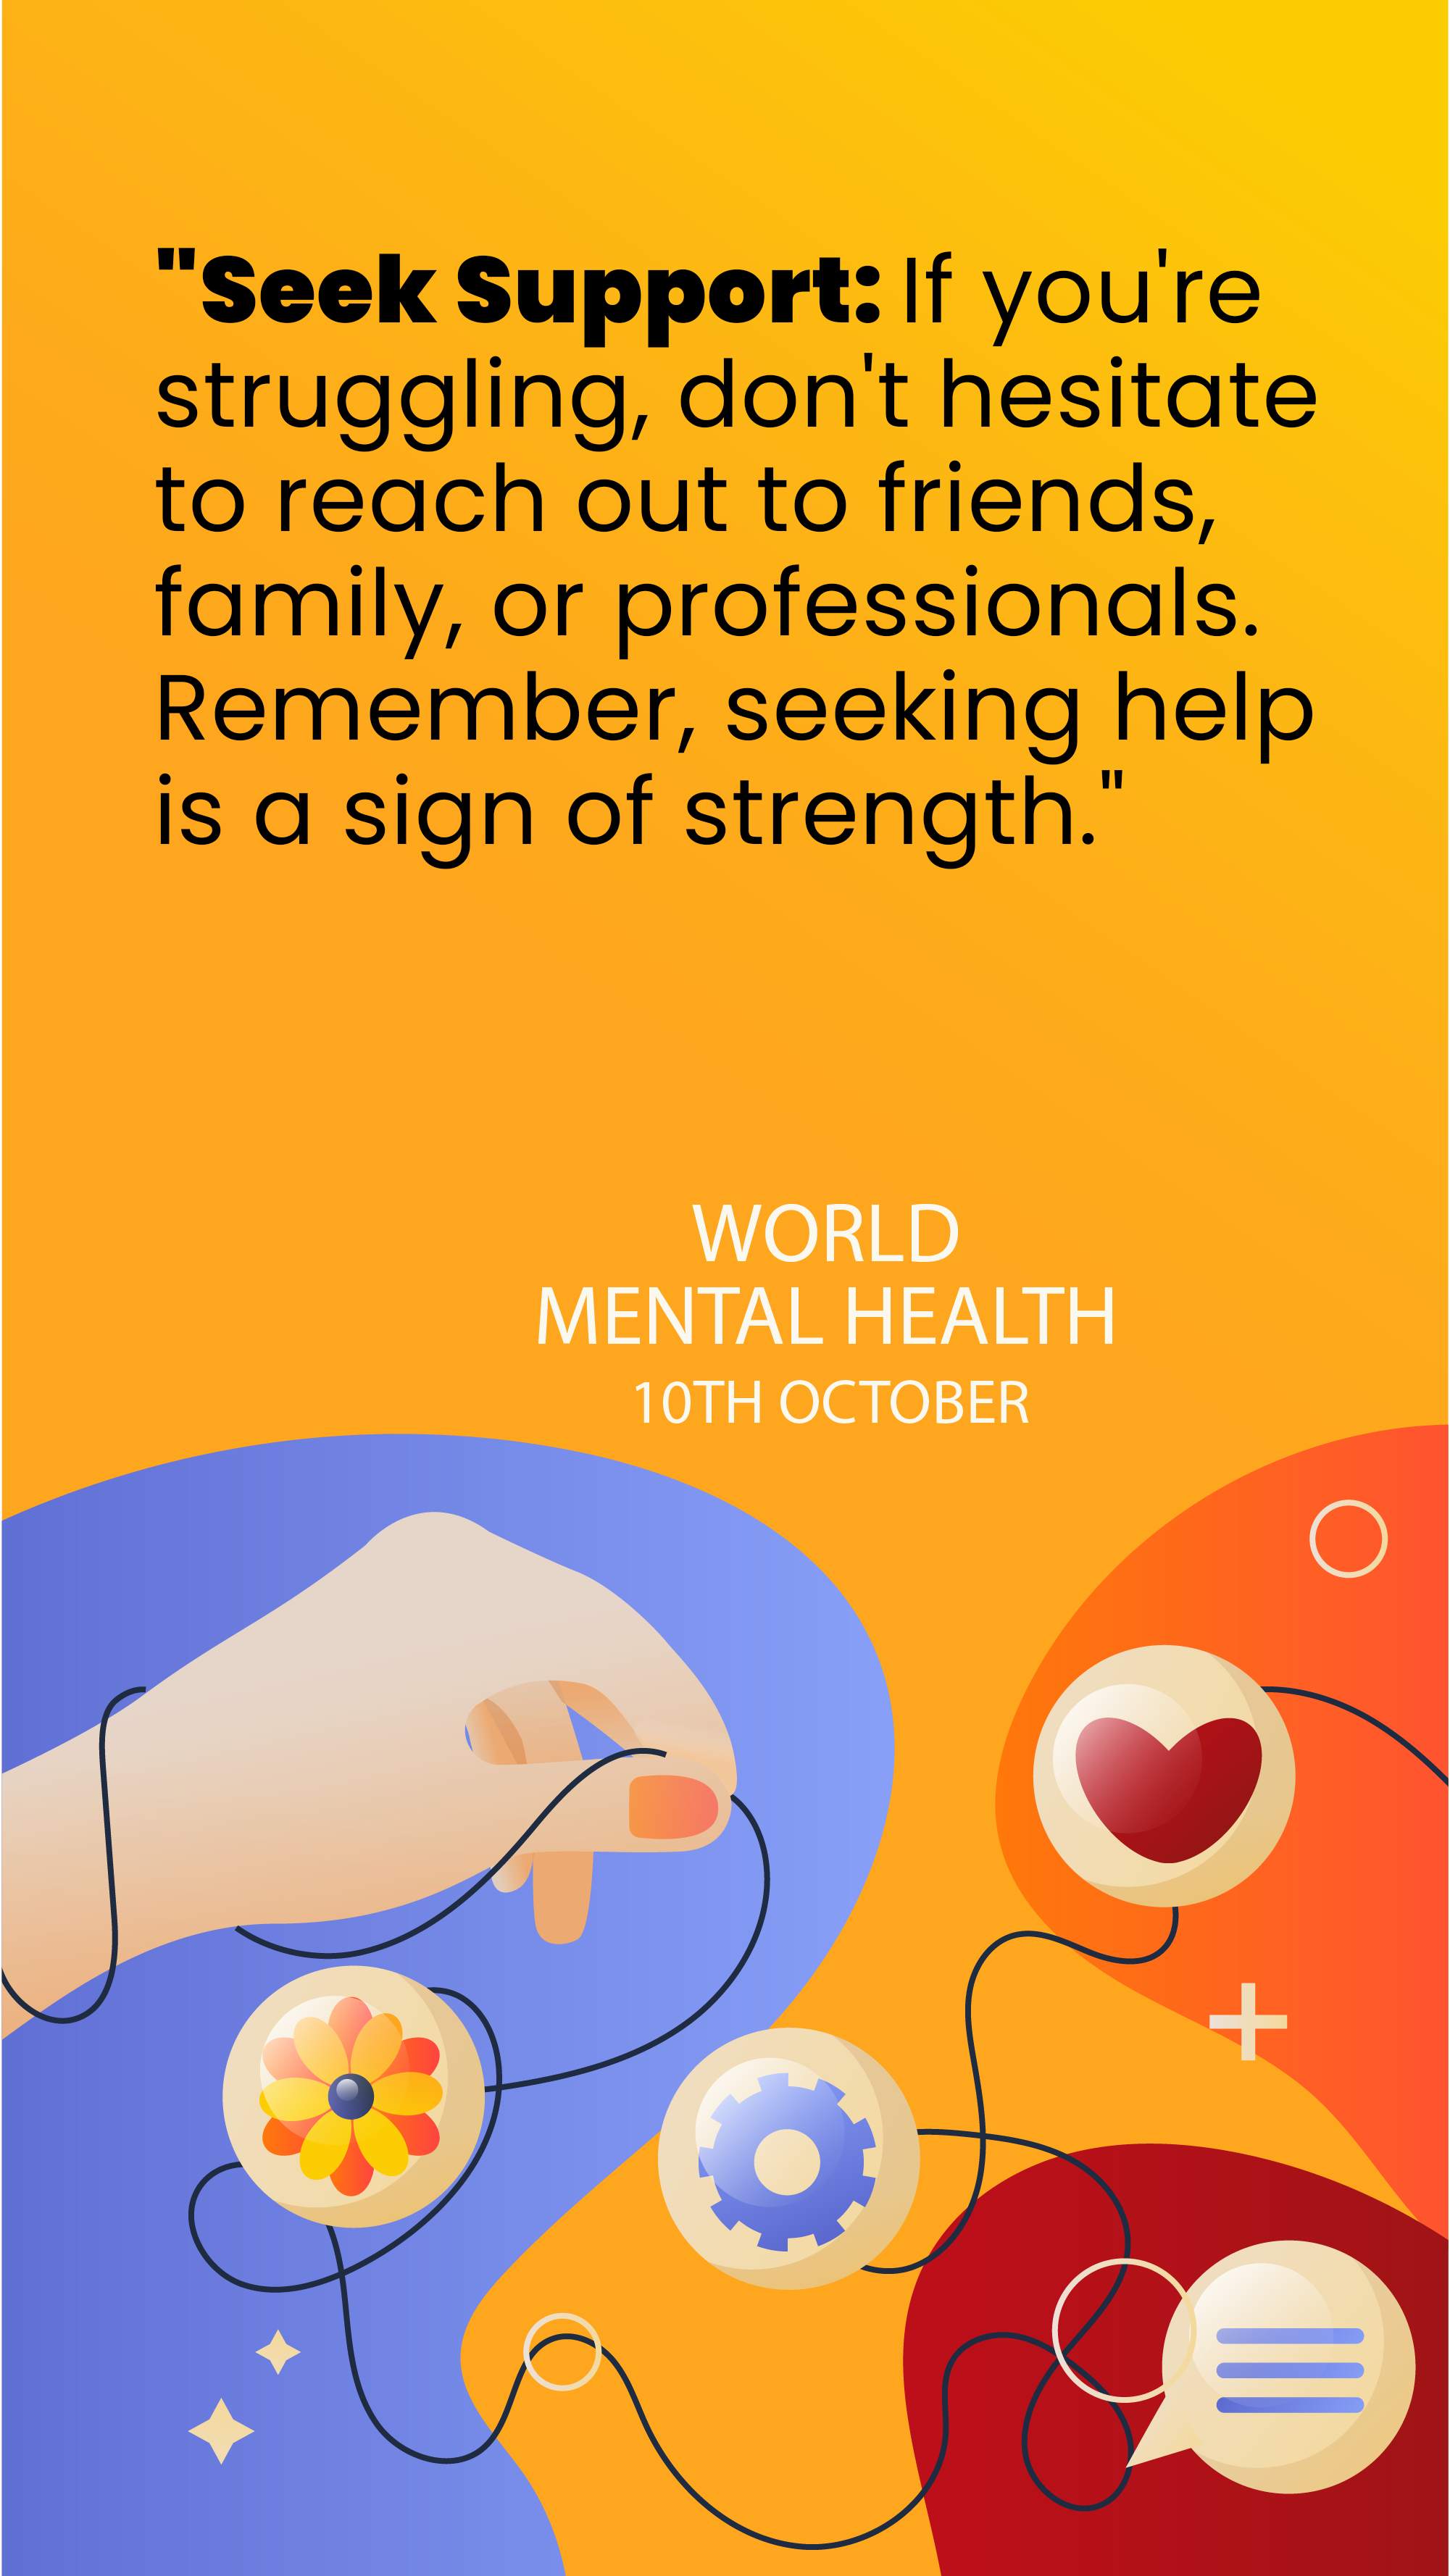 "Seek Support: If you're
struggling, don't hesitate
to reach out to friends,
family, or professionals.
Remember, seeking help
is a sign of strength."
WORLD
MENTAL HEALTH
10TH OCTOBER